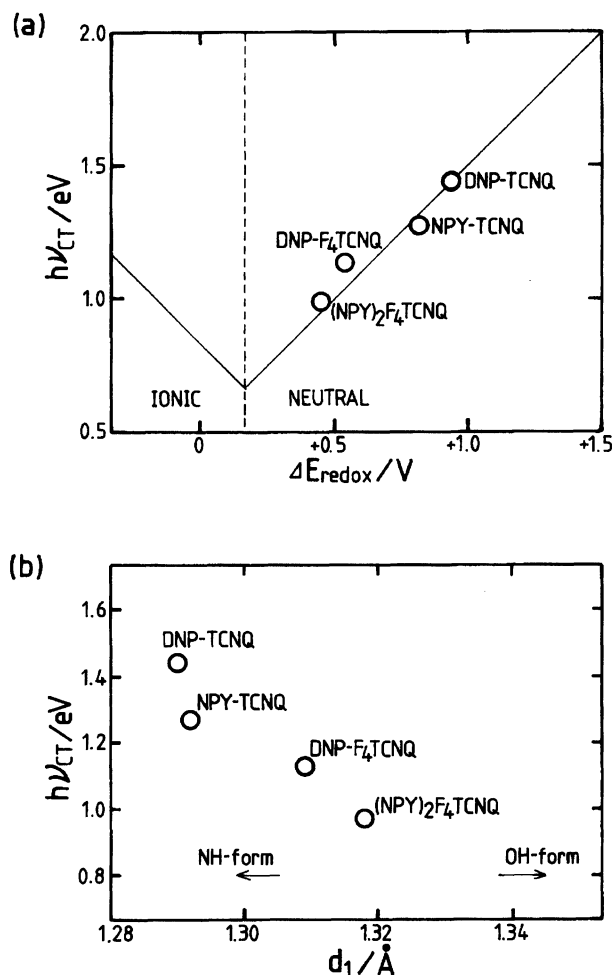 (a)
2.0
1.5
1.0
0.5
hνCT/eV
DNP-TCNQ
NPY-TCNQ
DNP-F₄TCNQ
(NPY)₂F₄TCNQ
IONIC
NEUTRAL
0
+0.5
+1.0
+1.5
ΔEredox/V
(b)
1.6
1.4
1.2
1.0
0.8
hνCT/eV
DNP-TCNQ
NPY-TCNQ
DNP-F₄TCNQ
(NPY)₂F₄TCNQ
NH-form
OH-form
1.28
1.30
1.32
1.34
d₁/Å